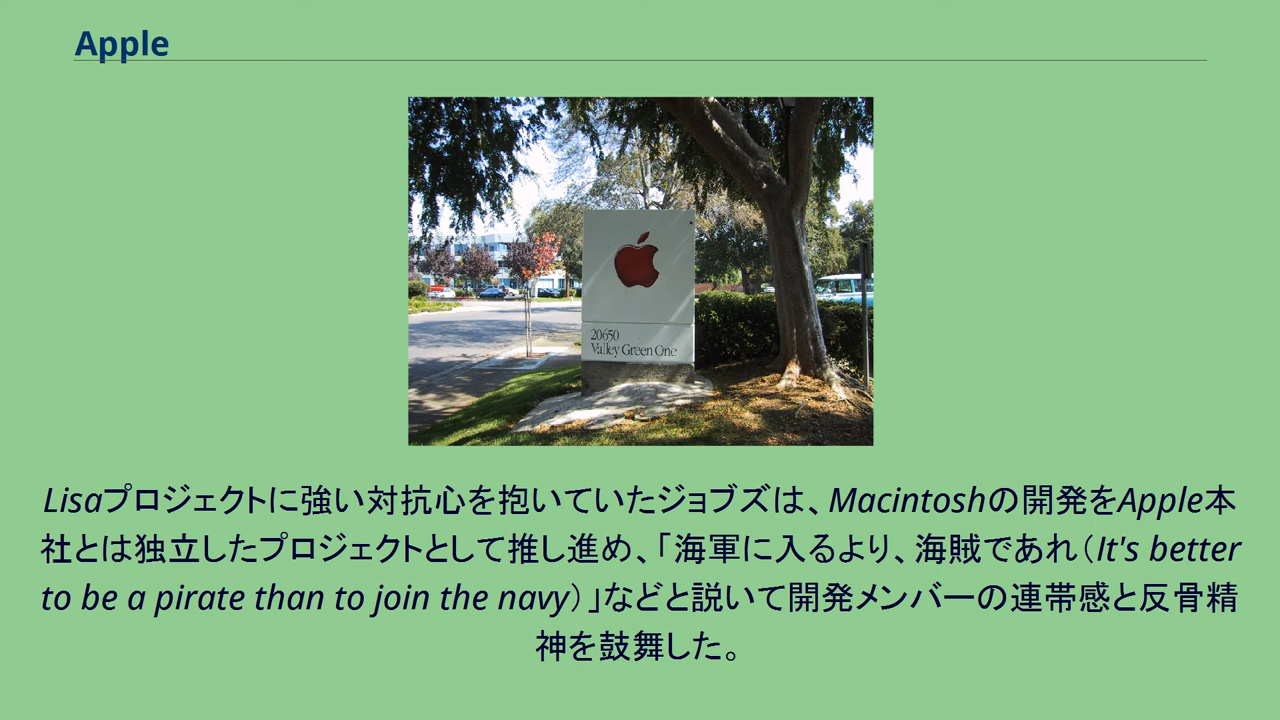 Apple
20650
Valley Green One
Lisaプロジェクトに強い対抗心を抱いていたジョブズは、Macintoshの開発をApple本
社とは独立したプロジェクトとして推し進め、「海軍に入るより、海賊であれ（It's better
to be a pirate than to join the navy）」などと説いて開発メンバーの連帯感と反骨精
神を鼓舞した。